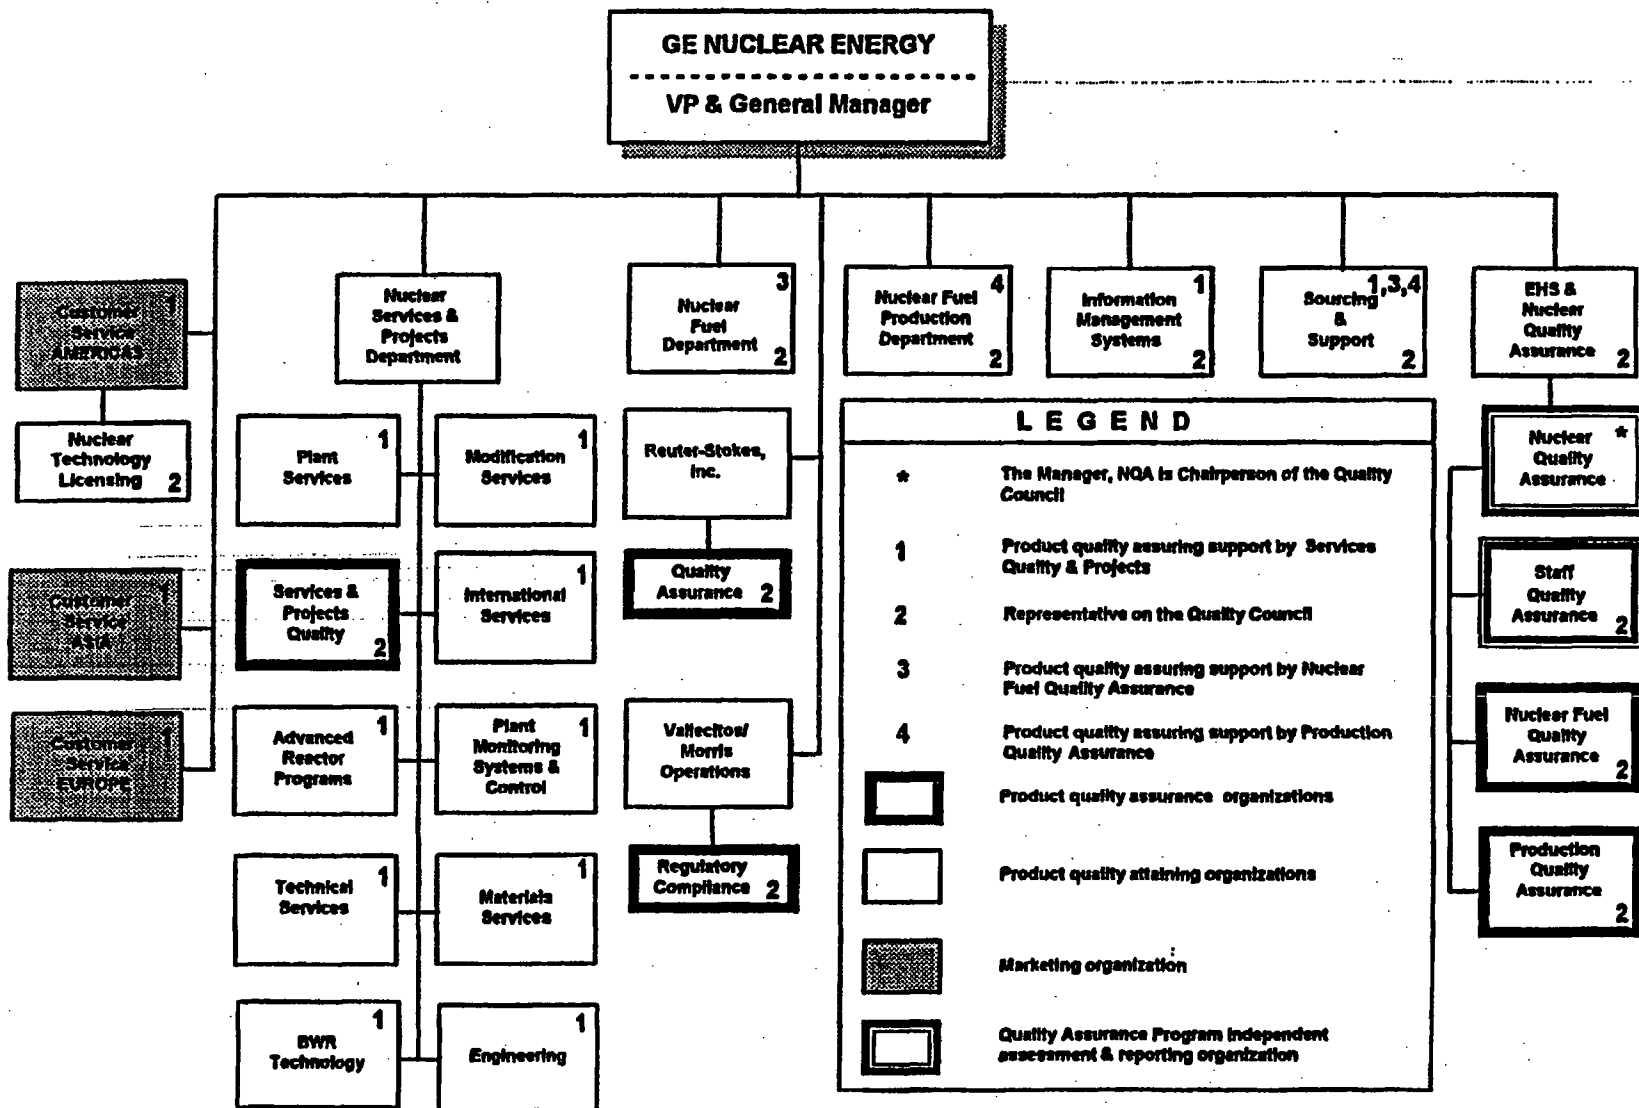 GE NUCLEAR ENERGY
VP & General Manager
Customer 1
Service
AMERICAS
Nuclear
Technology
Licensing 2
Customer 1
Service
ASIA
Customer 1
Service
EUROPE
Nuclear
Services &
Projects
Department
Plant 1
Services
Modification 1
Services
Services &
Projects
Quality
2
International 1
Services
Advanced 1
Reactor
Programs
Plant 1
Monitoring
Systems &
Control
Technical 1
Services
Materials 1
Services
BWR 1
Technology
Engineering 1
3
Nuclear
Fuel
Department
2
Reuter-Stokes,
Inc.
Quality
Assurance 2
Vallecitos/
Morris
Operations
Regulatory
Compliance 2
Nuclear Fuel 4
Production
Department
2
Information 1
Management
Systems
2
1,3,4
Sourcing
&
Support
2
EHS &
Nuclear
Quality
Assurance
2
Nuclear *
Quality
Assurance
Staff
Quality
Assurance
2
Nuclear Fuel
Quality
Assurance
2
Production
Quality
Assurance
2
LEGEND
* The Manager, NQA is Chairperson of the Quality
Council
1 Product quality assuring support by Services
Quality & Projects
2 Representative on the Quality Council
3 Product quality assuring support by Nuclear
Fuel Quality Assurance
4 Product quality assuring support by Production
Quality Assurance
Product quality assurance organizations
Product quality attaining organizations
Marketing organization
Quality Assurance Program independent
assessment & reporting organization